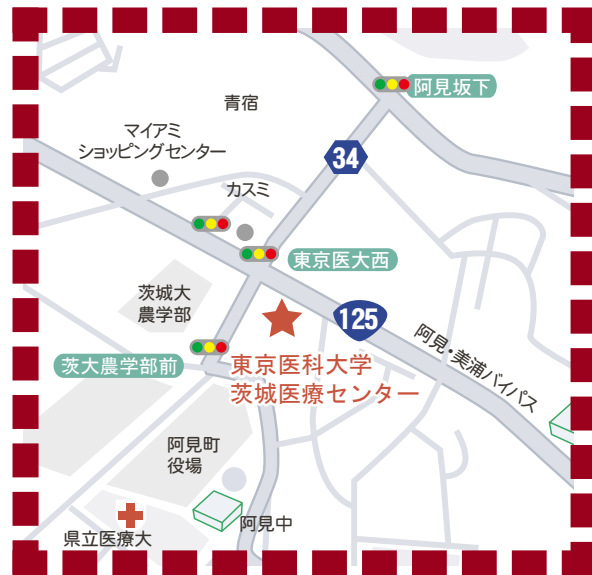 阿見坂下
青宿
マイアミ
ショッピングセンター
34
カスミ
東京医大西
茨城大
農学部
125
阿見・美浦バイパス
茨大農学部前
東京医科大学
茨城医療センター
阿見町
役場
阿見中
県立医療大